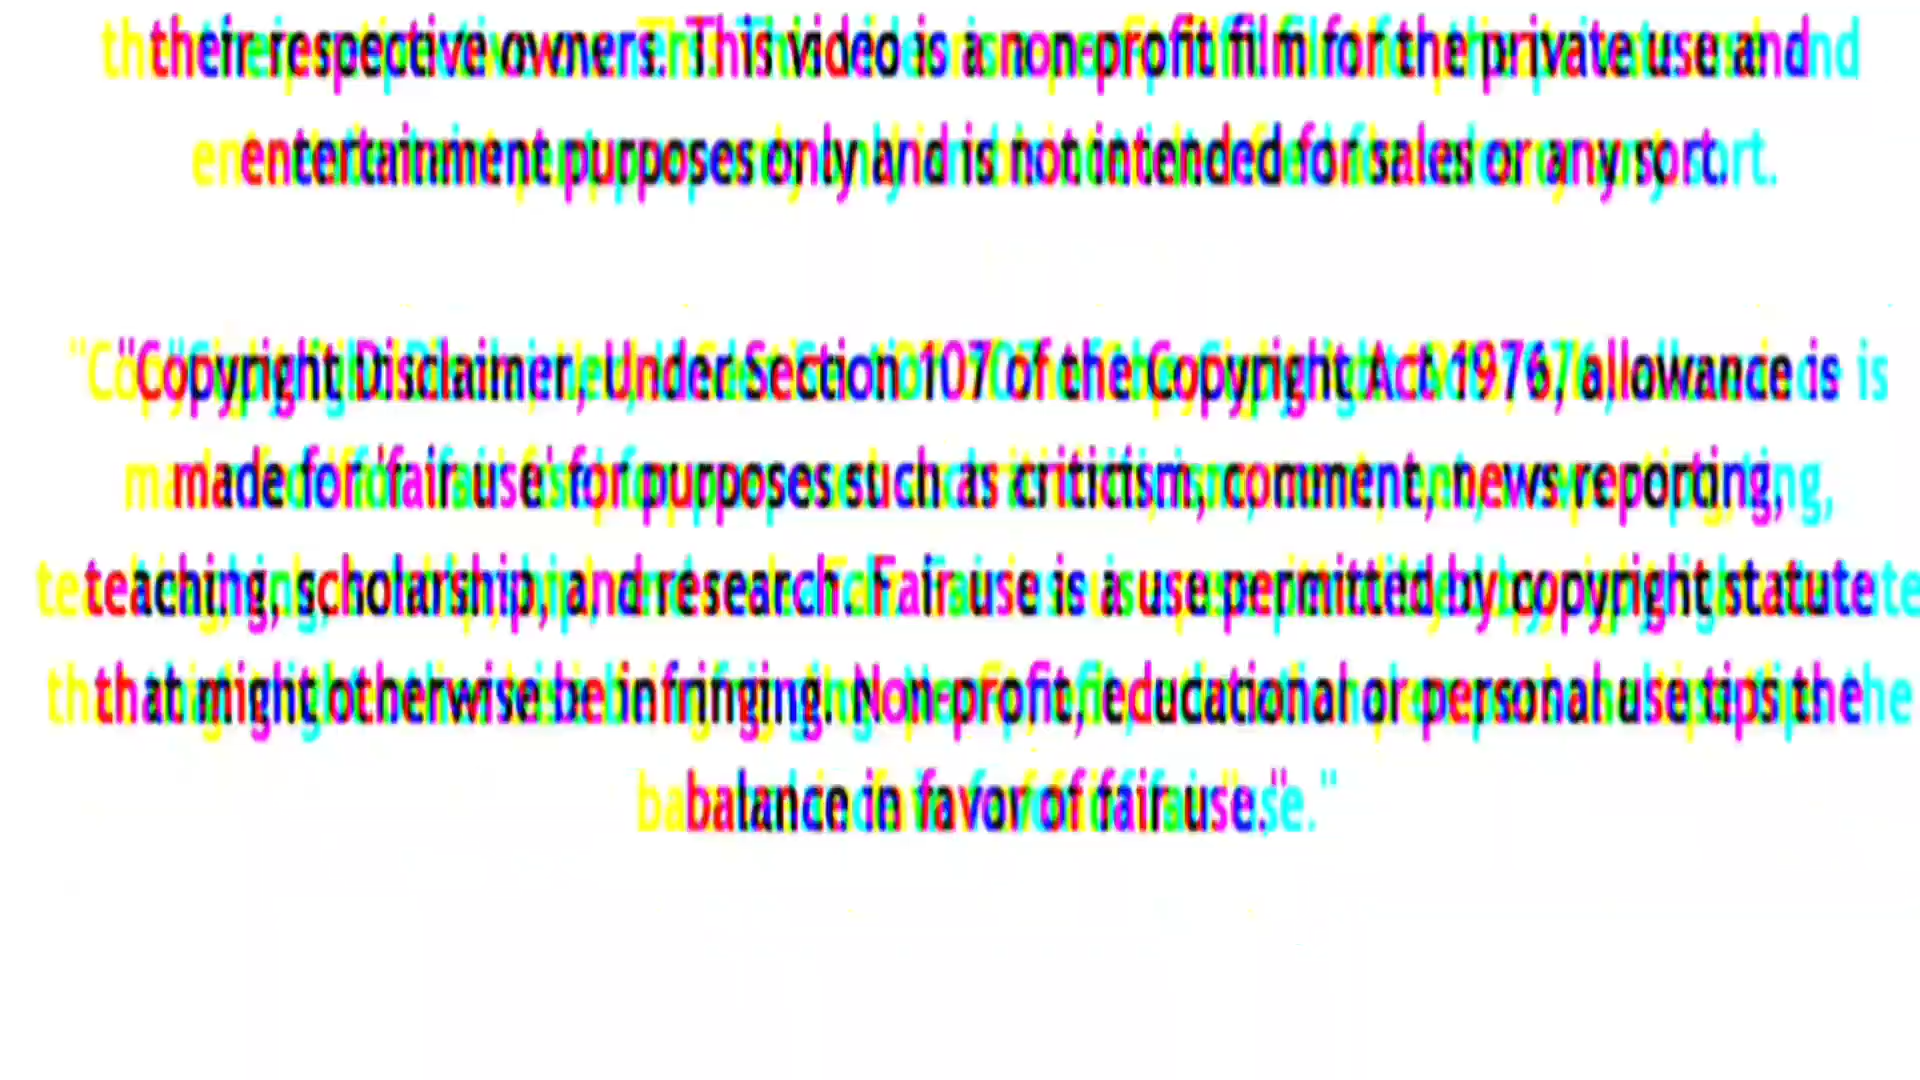 their respective owners. This video is a non-profit film for the private use and
entertainment purposes only and is not intended for sales or any sort.
"Copyright Disclaimer, Under Section 107 of the Copyright Act 1976, allowance is
made for 'fair use' for purposes such as criticism, comment, news reporting,
teaching, scholarship, and research. Fair use is a use permitted by copyright statute
that might otherwise be infringing. Non-profit, educational or personal use tips the
balance in favor of fair use."